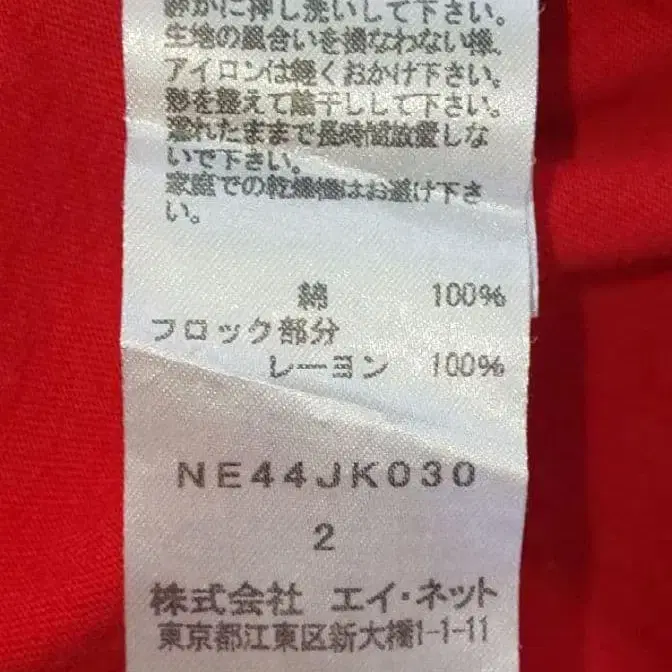 静かに押し洗いして下さい。
生地の風合いを損なわない様、
アイロンは軽くおかけ下さい。
形を整えて陰干しして下さい。
濡れたままで長時間放置しな
いで下さい。
家庭での乾燥機はお避け下さ
い。
綿 100%
フロック部分
レーヨン 100%
NE44JK030
2
株式会社 エイ・ネット
東京都江東区新大橋1-1-11